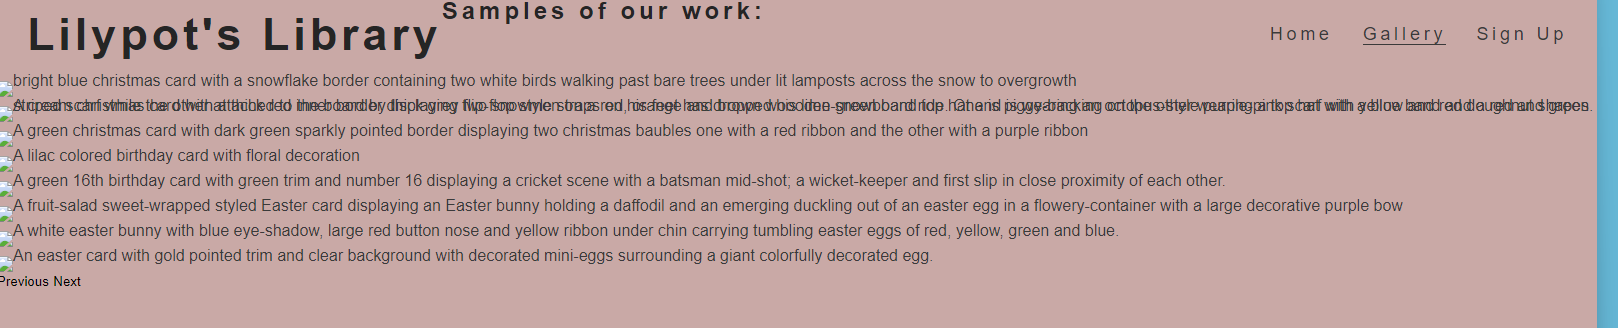 Samples of our work:
Lilypot's Library
Home Gallery Sign Up
bright blue christmas card with a snowflake border containing two white birds walking past bare trees under lit lamposts across the snow to overgrowth
A green christmas card with dark green sparkly pointed border displaying two christmas baubles one with a red ribbon and the other with a purple ribbon
A lilac colored birthday card with floral decoration
A green 16th birthday card with green trim and number 16 displaying a cricket scene with a batsman mid-shot; a wicket-keeper and first slip in close proximity of each other.
A fruit-salad sweet-wrapped styled Easter card displaying an Easter bunny holding a daffodil and an emerging duckling out of an easter egg in a flowery-container with a large decorative purple bow
A white easter bunny with blue eye-shadow, large red button nose and yellow ribbon under chin carrying tumbling easter eggs of red, yellow, green and blue.
An easter card with gold pointed trim and clear background with decorated mini-eggs surrounding a giant colorfully decorated egg.
Previous Next